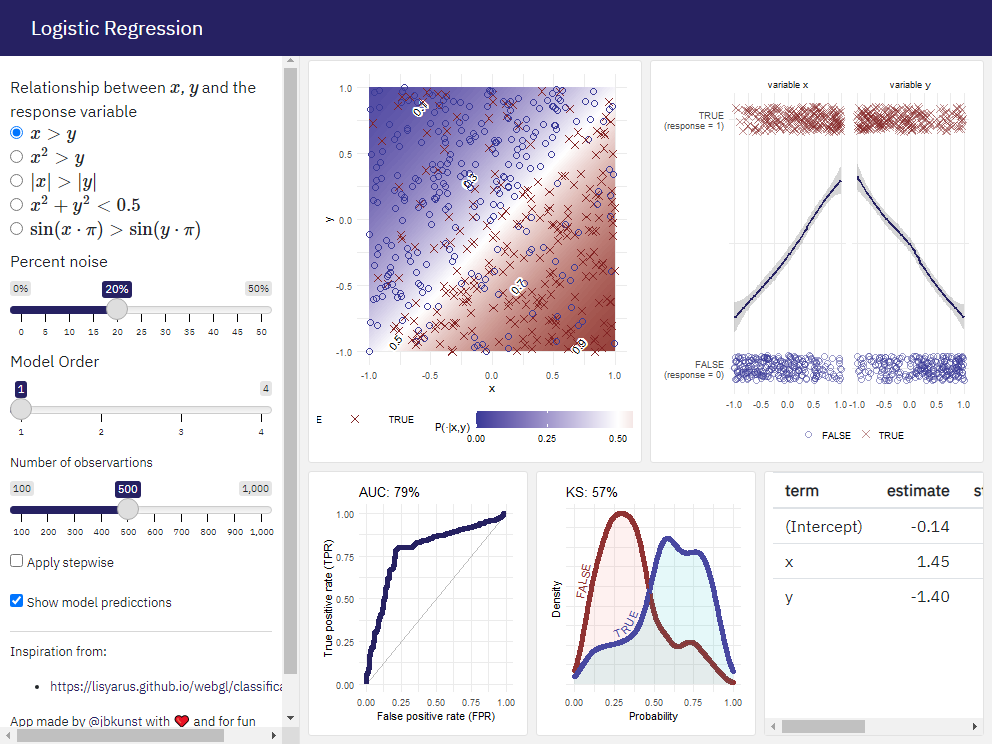 Logistic Regression
Relationship between x, y and the
response variable
x > y
x² > y
|x| > |y|
x² + y² < 0.5
sin(x · π) > sin(y · π)
Percent noise
0% 20% 50%
0 5 10 15 20 25 30 35 40 45 50
Model Order
1 4
1 2 3 4
Number of observartions
100 500 1,000
100 200 300 400 500 600 700 800 900 1,000
Apply stepwise
Show model predicctions
Inspiration from:
https://lisyarus.github.io/webgl/classifica
App made by @jbkunst with ❤ and for fun
1.0
0.5
0.0
-0.5
-1.0
y
0.1
0.3
0.5
0.7
0.9
-1.0 -0.5 0.0 0.5 1.0
x
E TRUE P(·|x,y)
0.00 0.25 0.50
variable x variable y
TRUE
(response = 1)
FALSE
(response = 0)
-1.0 -0.5 0.0 0.5 1.0 -1.0 -0.5 0.0 0.5 1.0
FALSE TRUE
AUC: 79%
True positive rate (TPR)
1.00
0.75
0.50
0.25
0.00
0.00 0.25 0.50 0.75 1.00
False positive rate (FPR)
KS: 57%
Density
FALSE
TRUE
0.00 0.25 0.50 0.75 1.00
Probability
term estimate s
(Intercept) -0.14
x 1.45
y -1.40